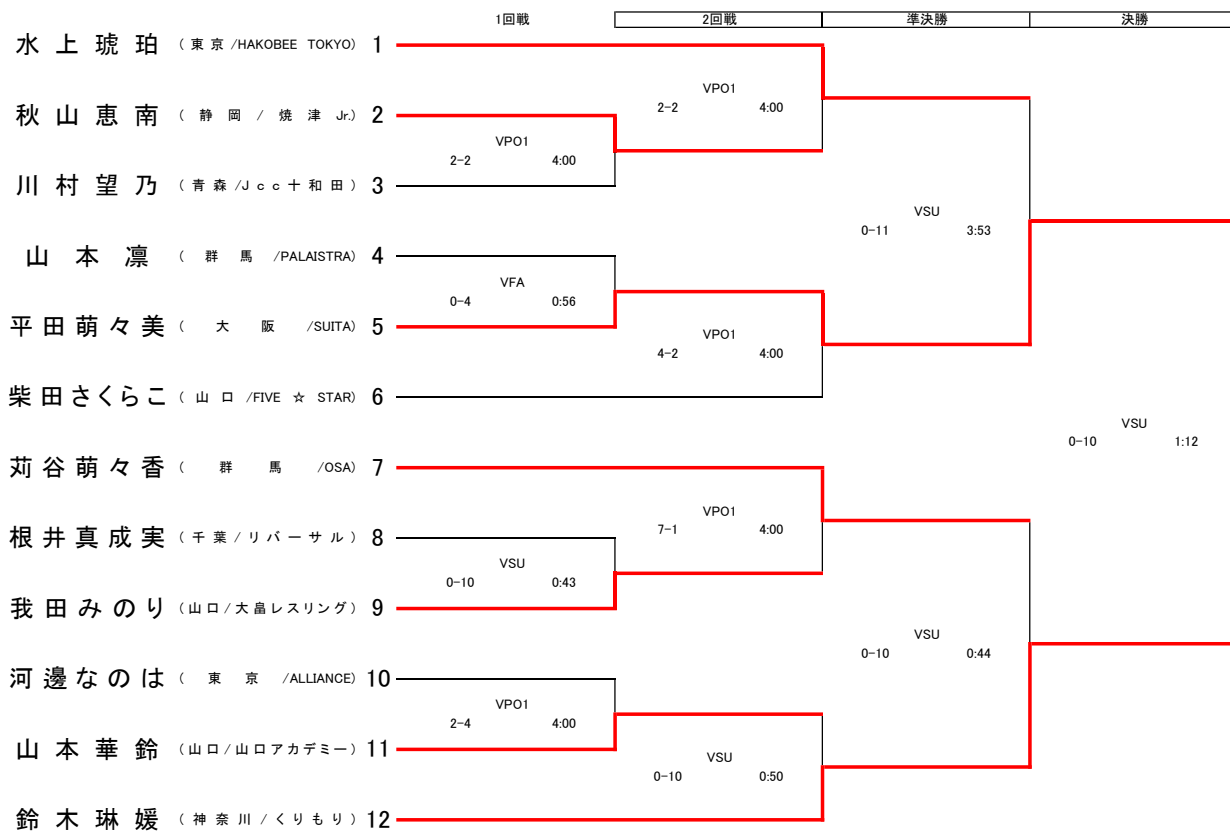 1回戦 2回戦 準決勝 決勝
水上琥珀 (東京/HAKOBEE TOKYO) 1
VPO1
2-2 4:00
秋山恵南 (静岡/焼津Jr.) 2
VPO1
2-2 4:00
川村望乃 (青森/Jcc十和田) 3
VSU
0-11 3:53
山本凛 (群馬/PALAISTRA) 4
VFA
0-4 0:56
平田萌々美 (大阪/SUITA) 5
VPO1
4-2 4:00
柴田さくらこ (山口/FIVE☆STAR) 6
VSU
0-10 1:12
苅谷萌々香 (群馬/OSA) 7
VPO1
7-1 4:00
根井真成実 (千葉/リバーサル) 8
VSU
0-10 0:43
我田みのり (山口/大畠レスリング) 9
VSU
0-10 0:44
河邊なのは (東京/ALLIANCE) 10
VPO1
2-4 4:00
山本華鈴 (山口/山口アカデミー) 11
VSU
0-10 0:50
鈴木琳媛 (神奈川/くりもり) 12